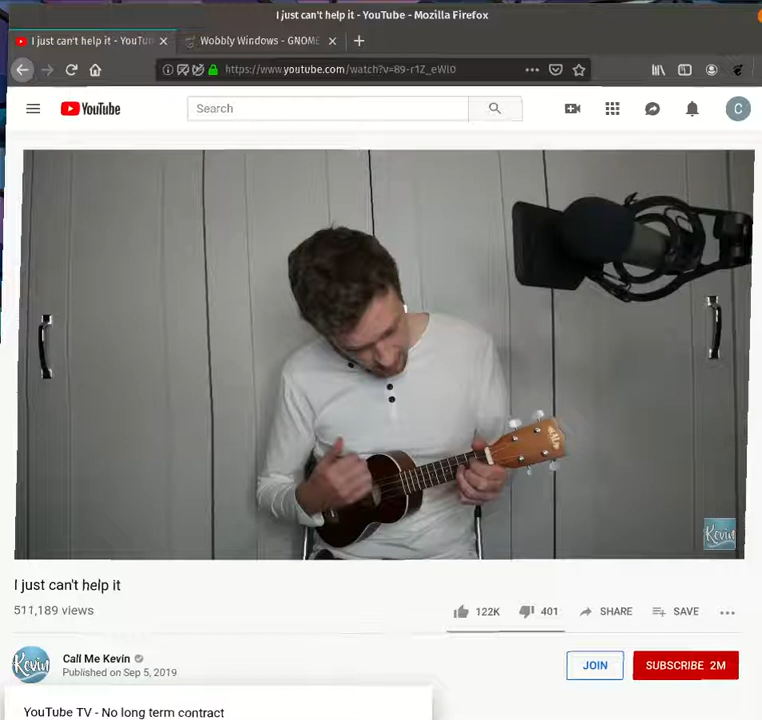 I just can't help it - YouTube - Mozilla Firefox
I just can't help it - YouTu
Wobbly Windows - GNOME
https://www.youtube.com/watch?v=89-r1Z_eWl0
YouTube
Search
C
Kevin
I just can't help it
511,189 views
122K
401
SHARE
SAVE
Kevin
Call Me Kevin
Published on Sep 5, 2019
JOIN
SUBSCRIBE 2M
YouTube TV - No long term contract